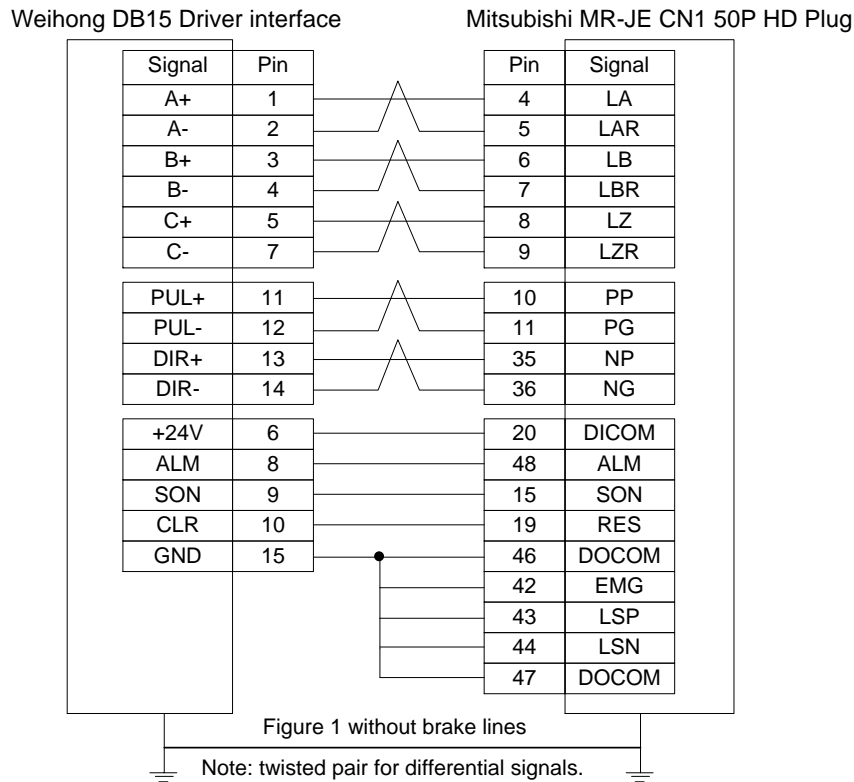 Weihong DB15 Driver interface Mitsubishi MR-JE CN1 50P HD Plug
Signal Pin Pin Signal
A+ 1 4 LA
A- 2 5 LAR
B+ 3 6 LB
B- 4 7 LBR
C+ 5 8 LZ
C- 7 9 LZR
PUL+ 11 10 PP
PUL- 12 11 PG
DIR+ 13 35 NP
DIR- 14 36 NG
+24V 6 20 DICOM
ALM 8 48 ALM
SON 9 15 SON
CLR 10 19 RES
GND 15 46 DOCOM
42 EMG
43 LSP
44 LSN
47 DOCOM
Figure 1 without brake lines
Note: twisted pair for differential signals.